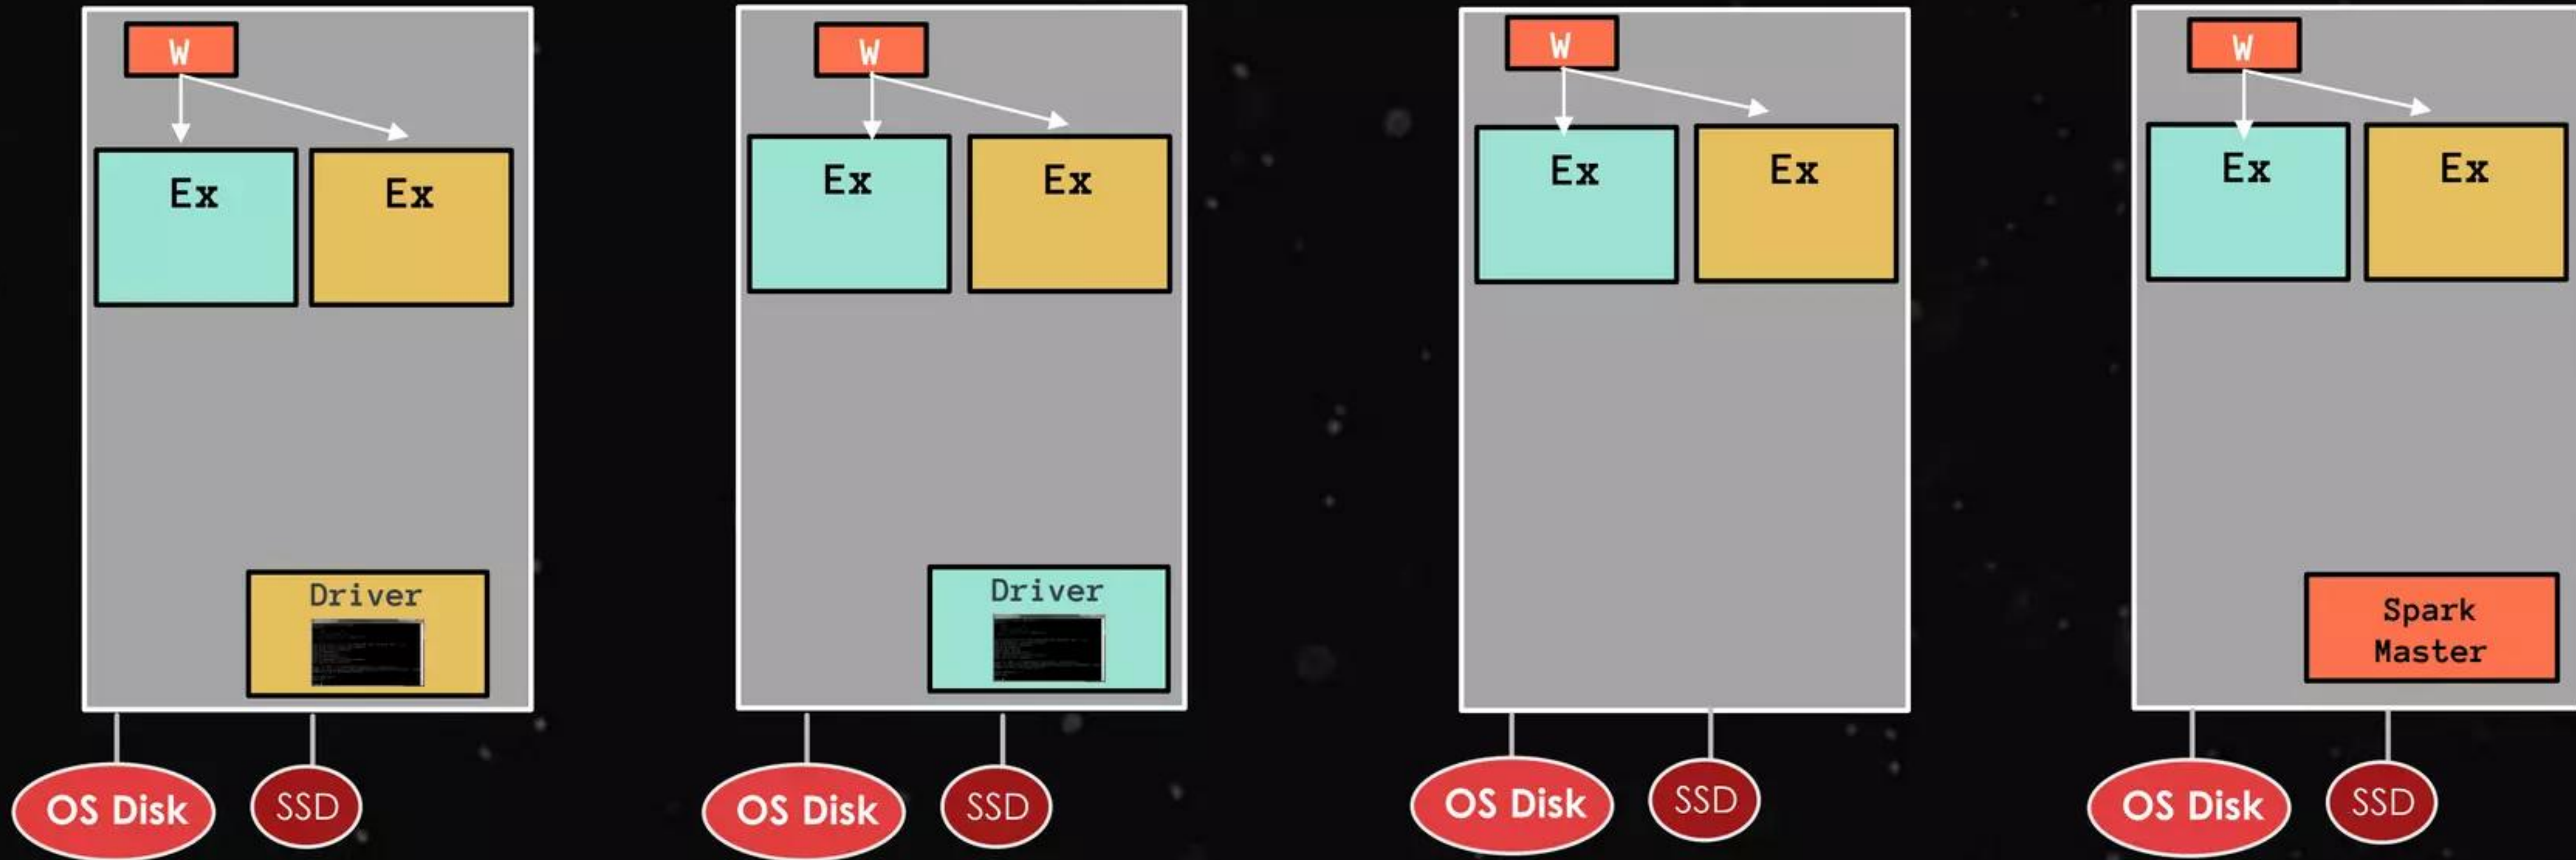 W
Ex
Ex
Driver
OS Disk
SSD
W
Ex
Ex
Driver
OS Disk
SSD
W
Ex
Ex
OS Disk
SSD
W
Ex
Ex
Spark
Master
OS Disk
SSD